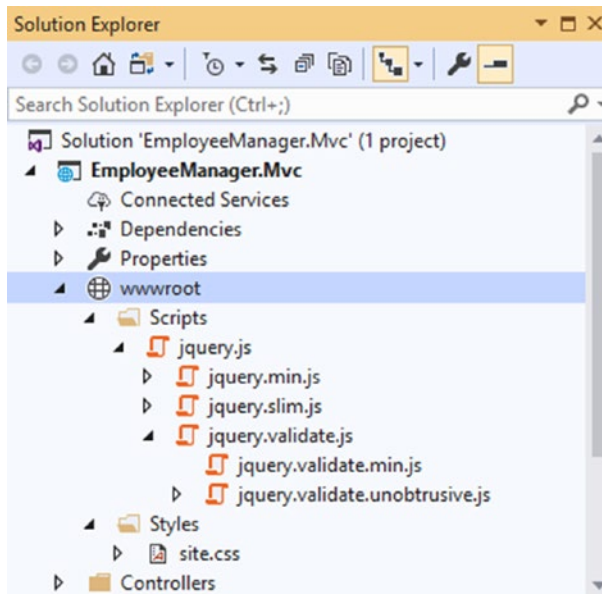 Solution Explorer
Search Solution Explorer (Ctrl+;)
Solution 'EmployeeManager.Mvc' (1 project)
EmployeeManager.Mvc
Connected Services
Dependencies
Properties
wwwroot
Scripts
jquery.js
jquery.min.js
jquery.slim.js
jquery.validate.js
jquery.validate.min.js
jquery.validate.unobtrusive.js
Styles
site.css
Controllers